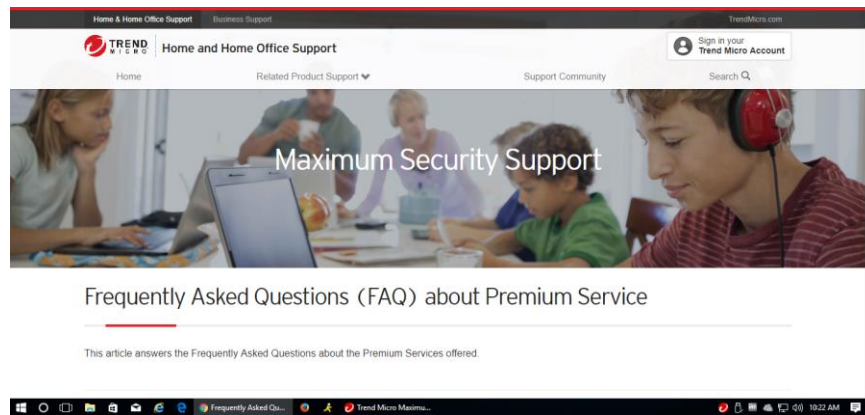 Home & Home Office Support Business Support TrendMicro.com
TREND MICRO Home and Home Office Support Sign in your Trend Micro Account
Home Related Product Support Support Community Search
Maximum Security Support
Frequently Asked Questions (FAQ) about Premium Service
This article answers the Frequently Asked Questions about the Premium Services offered.
Frequently Asked Qu... Trend Micro Maximu... 10:22 AM